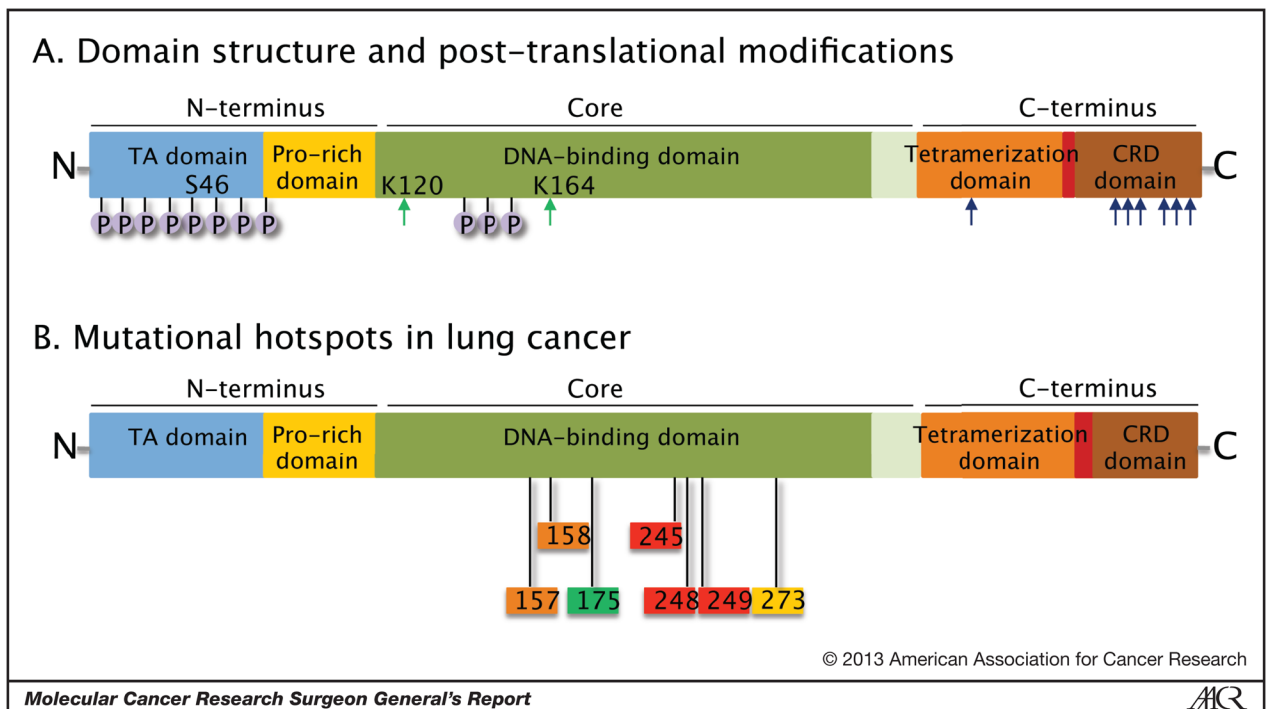 A. Domain structure and post-translational modifications
N-terminus Core C-terminus
N TA domain Pro-rich domain DNA-binding domain Tetramerization domain CRD domain C
S46 K120 K164
P P P P P P P P P P P
B. Mutational hotspots in lung cancer
N-terminus Core C-terminus
N TA domain Pro-rich domain DNA-binding domain Tetramerization domain CRD domain C
158 245
157 175 248 249 273
© 2013 American Association for Cancer Research
Molecular Cancer Research Surgeon General's Report AACR